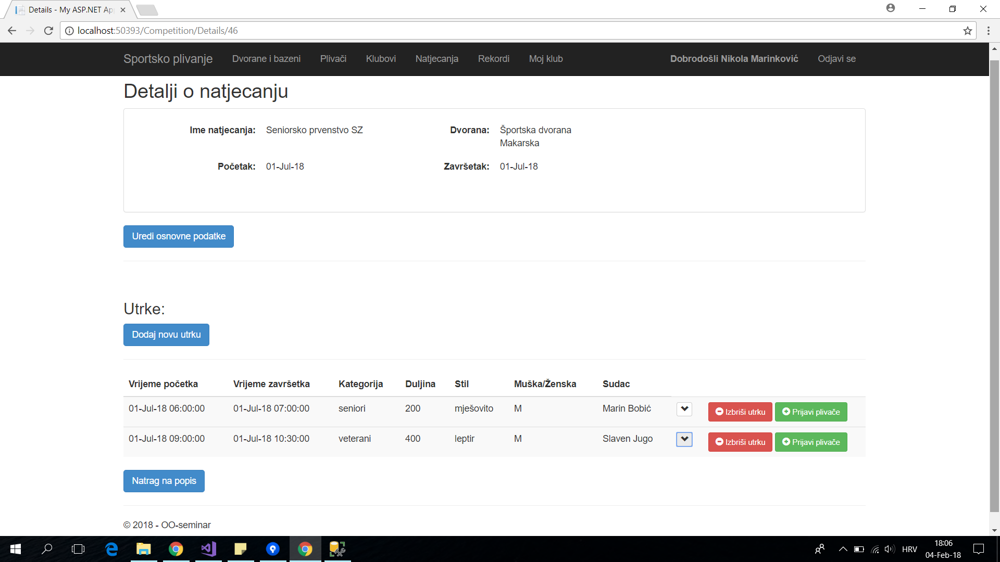 Details - My ASP.NET Ap
localhost:50393/Competition/Details/46
Sportsko plivanje Dvorane i bazeni Plivači Klubovi Natjecanja Rekordi Moj klub Dobrodošli Nikola Marinković Odjavi se
Detalji o natjecanju
Ime natjecanja: Seniorsko prvenstvo SZ Dvorana: Športska dvorana
Makarska
Početak: 01-Jul-18 Završetak: 01-Jul-18
Uredi osnovne podatke
Utrke:
Dodaj novu utrku
Vrijeme početka Vrijeme završetka Kategorija Duljina Stil Muška/Ženska Sudac
01-Jul-18 06:00:00 01-Jul-18 07:00:00 seniori 200 mješovito M Marin Bobić Izbriši utrku Prijavi plivače
01-Jul-18 09:00:00 01-Jul-18 10:30:00 veterani 400 leptir M Slaven Jugo Izbriši utrku Prijavi plivače
Natrag na popis
© 2018 - OO-seminar
HRV 18:06
04-Feb-18